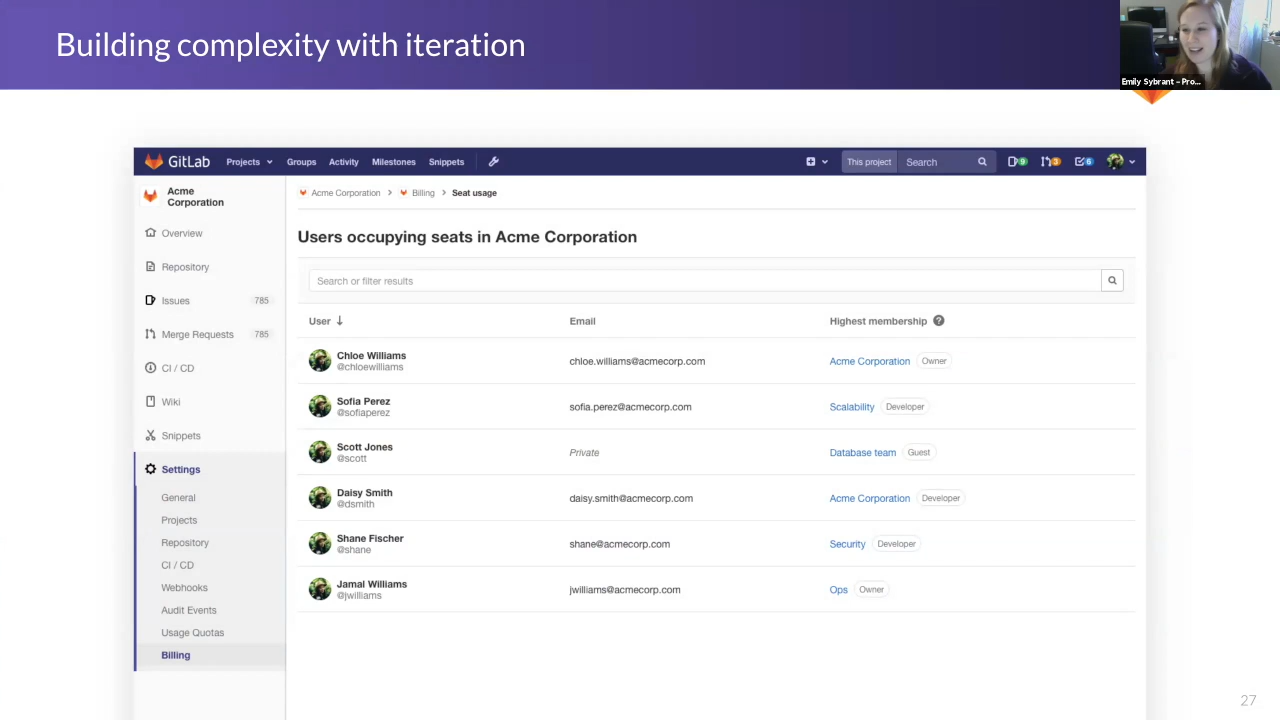 Building complexity with iteration
Emily Sybrant – Pro...
GitLab Projects Groups Activity Milestones Snippets This project Search 9 3 6
Acme Corporation
Overview
Repository
Issues 785
Merge Requests 785
CI / CD
Wiki
Snippets
Settings
General
Projects
Repository
CI / CD
Webhooks
Audit Events
Usage Quotas
Billing
Acme Corporation > Billing > Seat usage
Users occupying seats in Acme Corporation
Search or filter results
User Email Highest membership ?
Chloe Williams chloe.williams@acmecorp.com Acme Corporation Owner
@chloewilliams
Sofia Perez sofia.perez@acmecorp.com Scalability Developer
@sofiaperez
Scott Jones Private Database team Guest
@scott
Daisy Smith daisy.smith@acmecorp.com Acme Corporation Developer
@dsmith
Shane Fischer shane@acmecorp.com Security Developer
@shane
Jamal Williams jwilliams@acmecorp.com Ops Owner
@jwilliams
27